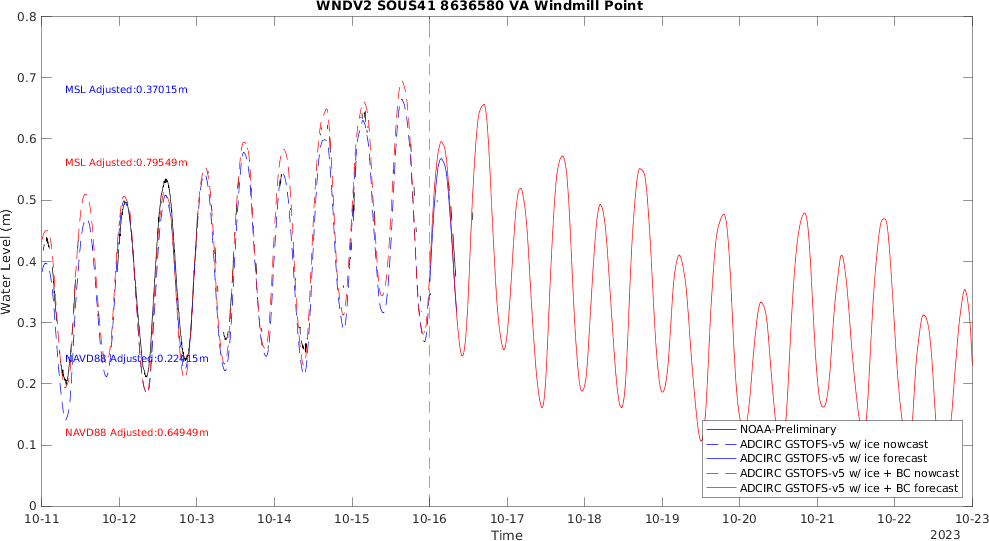 WNDV2 SOUS41 8636580 VA Windmill Point
0.8
0.7
0.6
0.5
0.4
0.3
0.2
0.1
0
Water Level (m)
MSL Adjusted:0.37015m
MSL Adjusted:0.79549m
NAVD88 Adjusted:0.22415m
NAVD88 Adjusted:0.64949m
NOAA-Preliminary
ADCIRC GSTOFS-v5 w/ ice nowcast
ADCIRC GSTOFS-v5 w/ ice forecast
ADCIRC GSTOFS-v5 w/ ice + BC nowcast
ADCIRC GSTOFS-v5 w/ ice + BC forecast
10-11 10-12 10-13 10-14 10-15 10-16 10-17 10-18 10-19 10-20 10-21 10-22 10-23
Time
2023